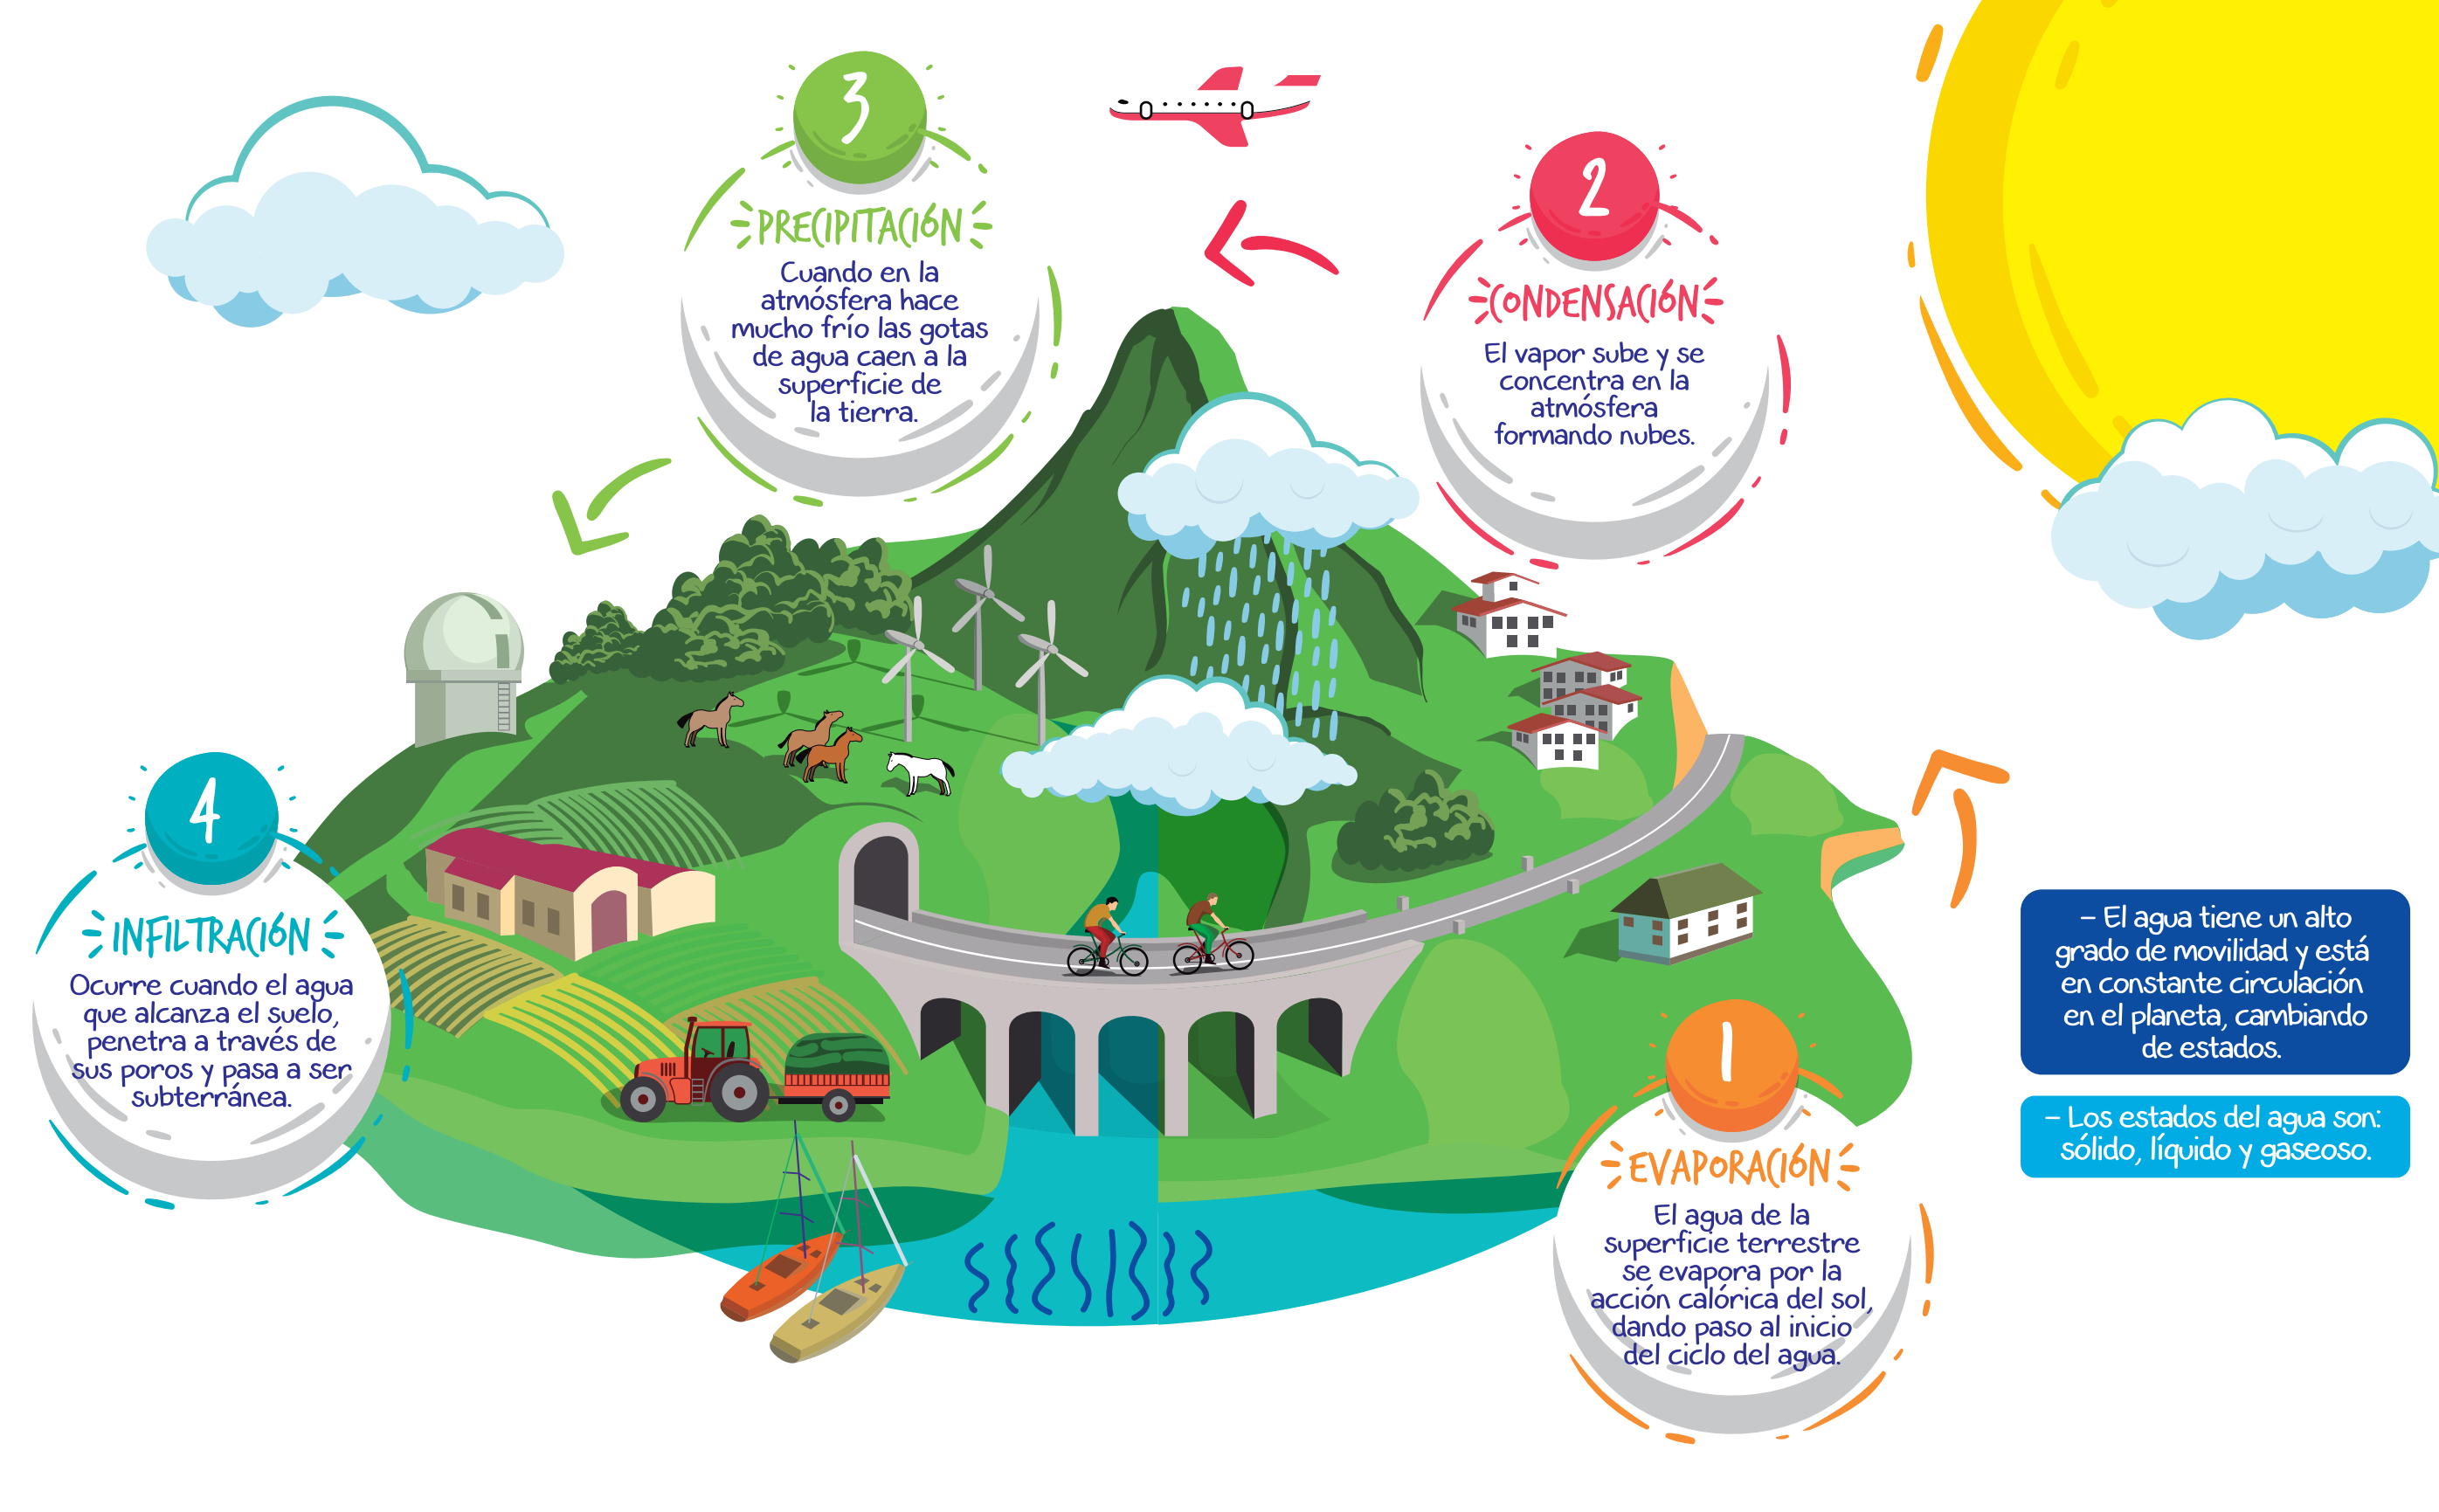 3
PRECIPITACIÓN
Cuando en la
atmósfera hace
mucho frío las gotas
de agua caen a la
superficie de
la tierra.
2
CONDENSACIÓN
El vapor sube y se
concentra en la
atmósfera
formando nubes.
4
INFILTRACIÓN
Ocurre cuando el agua
que alcanza el suelo,
penetra a través de
sus poros y pasa a ser
subterránea.
1
EVAPORACIÓN
El agua de la
superficie terrestre
se evapora por la
acción calórica del sol,
dando paso al inicio
del ciclo del agua.
– El agua tiene un alto
grado de movilidad y está
en constante circulación
en el planeta, cambiando
de estados.
– Los estados del agua son:
sólido, líquido y gaseoso.